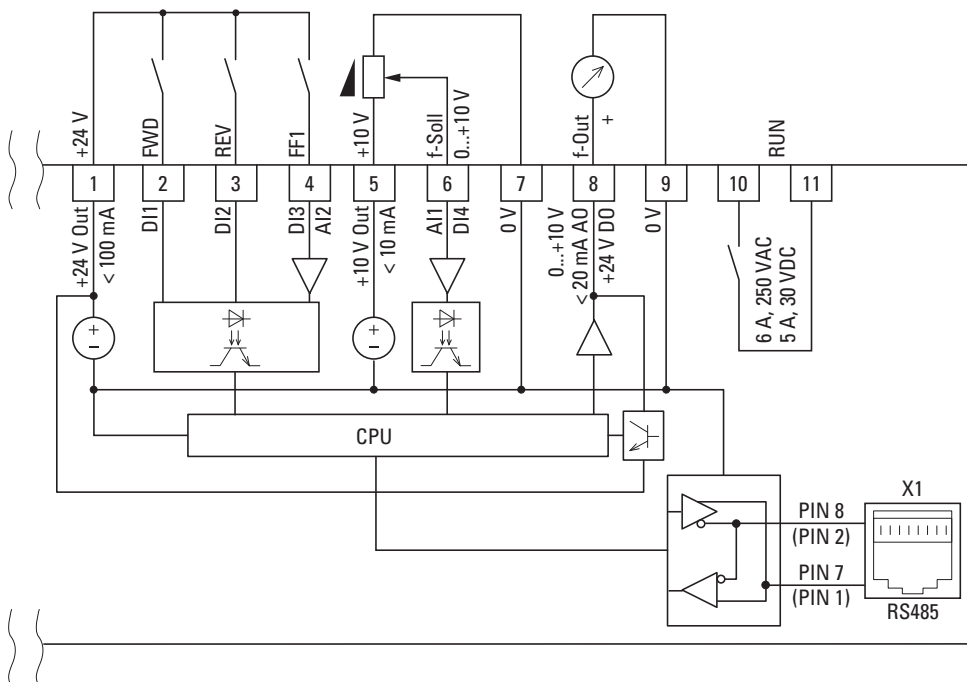 +24 V
FWD
REV
FF1
+10 V
f-Soll
0...+10 V
f-Out
+
RUN
1
2
3
4
5
6
7
8
9
10
11
+24 V Out
< 100 mA
DI1
DI2
DI3
AI2
+10 V Out
< 10 mA
AI1
DI4
0 V
0...+10 V
< 20 mA AO
+24 V DO
0 V
6 A, 250 VAC
5 A, 30 VDC
+
-
+
-
CPU
X1
PIN 8
(PIN 2)
PIN 7
(PIN 1)
RS485